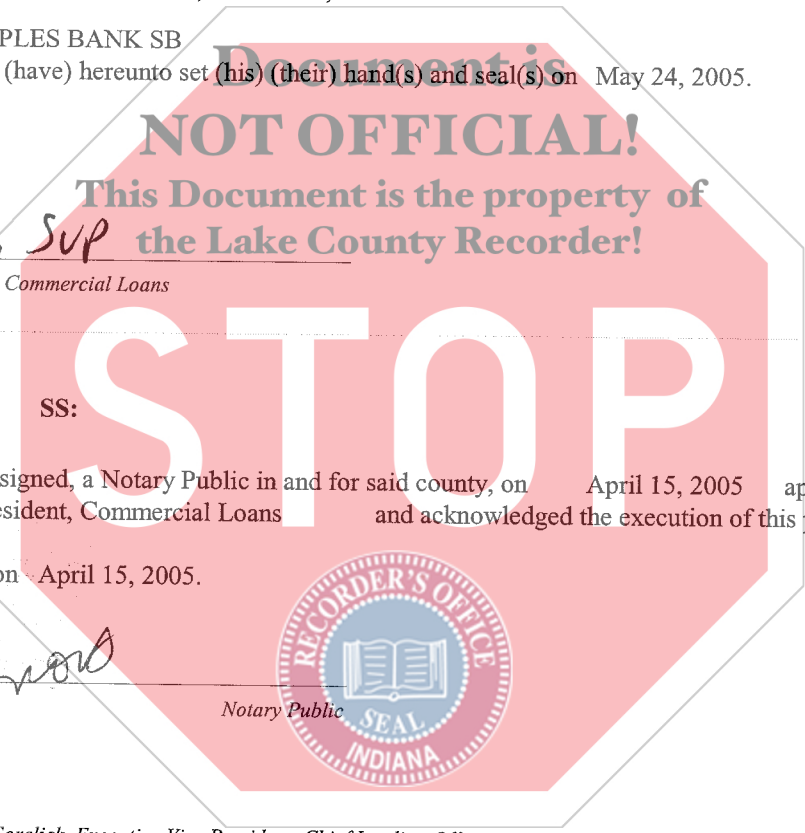 PLES BANK SB
(have) hereunto set (his) (their) hand(s) and seal(s) on May 24, 2005.
Document is
NOT OFFICIAL!
This Document is the property of
the Lake County Recorder!
SVP
Commercial Loans
STOP
SS:
signed, a Notary Public in and for said county, on April 15, 2005 ap
esident, Commercial Loans and acknowledged the execution of this
on April 15, 2005.
RECORDER'S OFFICE
SEAL
INDIANA
Notary Public